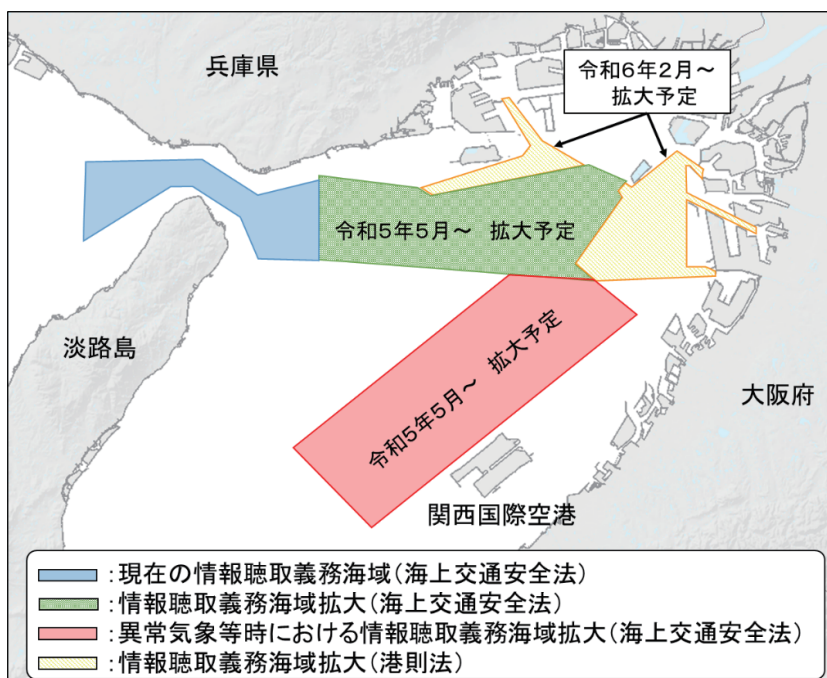 兵庫県
令和6年2月~
拡大予定
令和5年5月~ 拡大予定
淡路島
令和5年5月~ 拡大予定
大阪府
関西国際空港
:現在の情報聴取義務海域(海上交通安全法)
:情報聴取義務海域拡大(海上交通安全法)
:異常気象等時における情報聴取義務海域拡大(海上交通安全法)
:情報聴取義務海域拡大(港則法)